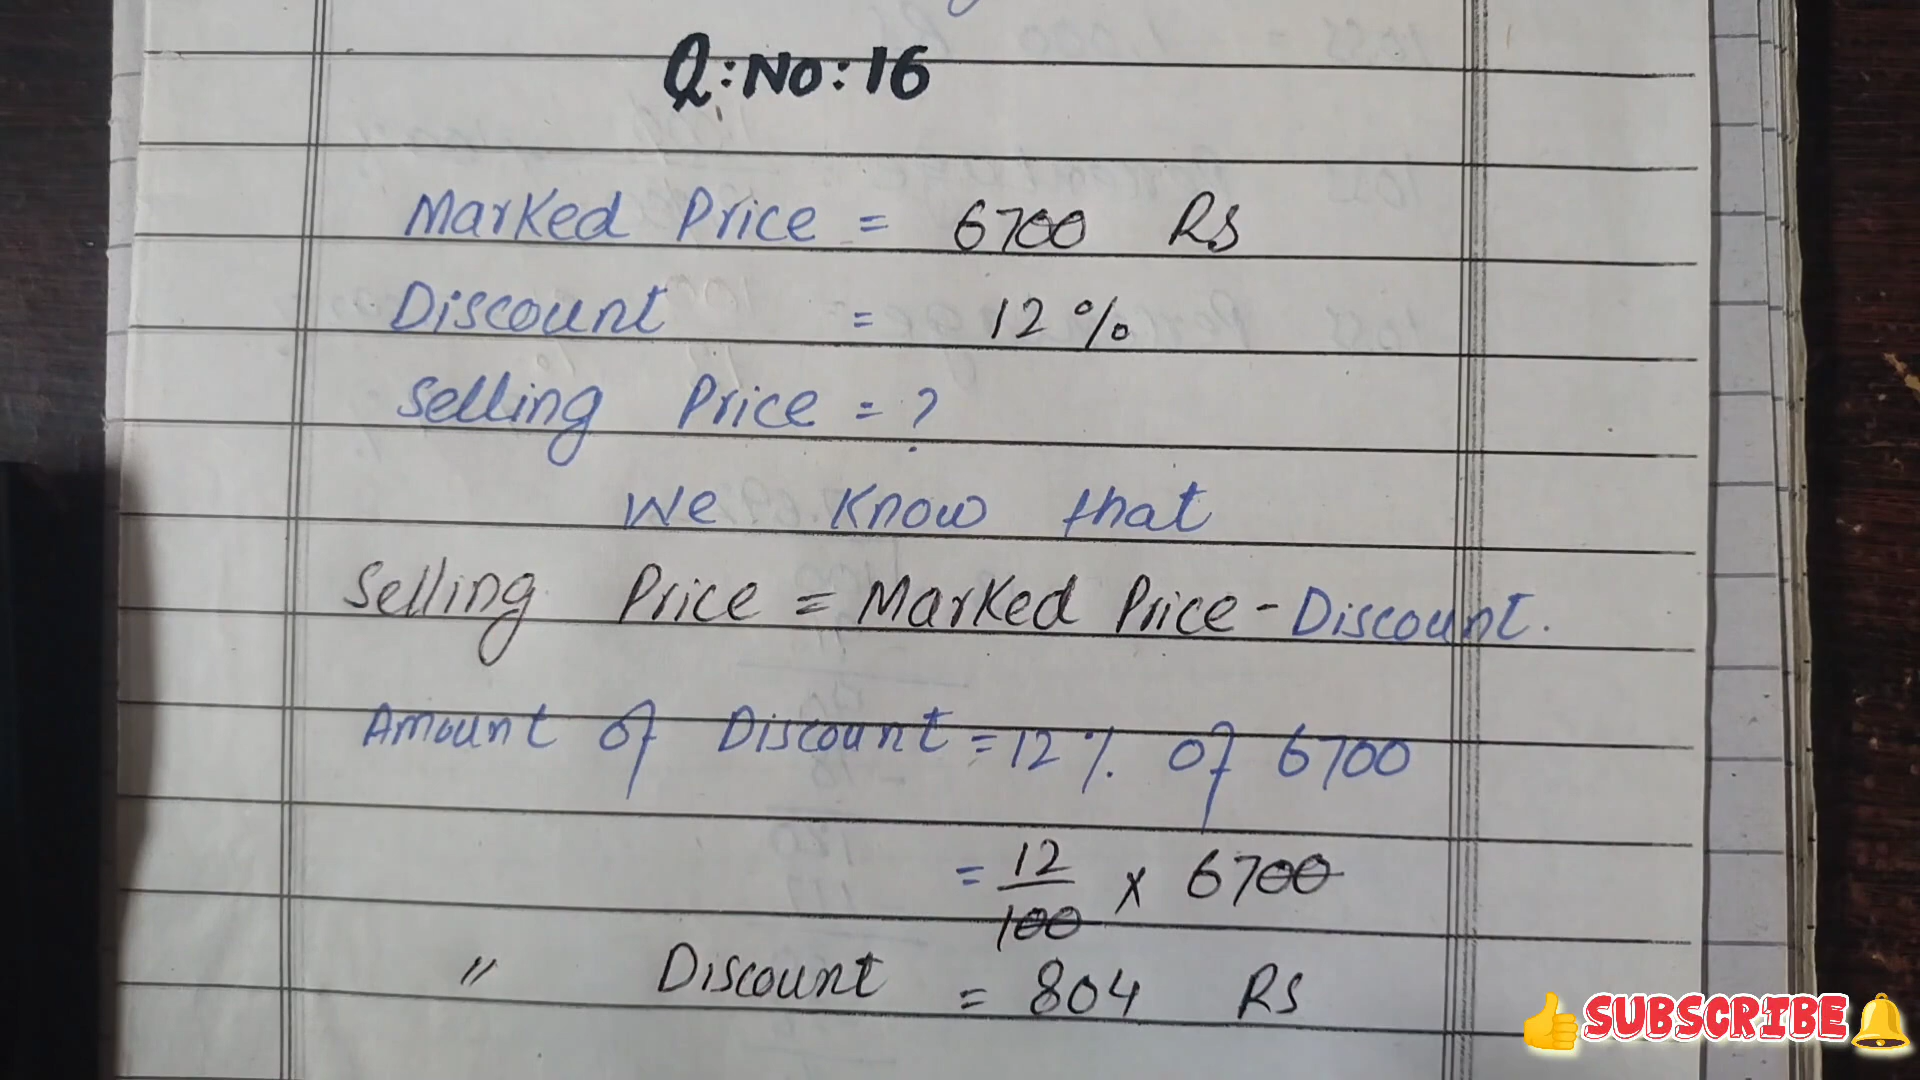 Q:No:16
Marked Price = 6700 Rs
Discount = 12%
Selling Price = ?
We Know that
Selling Price = Marked Price - Discount.
Amount of Discount = 12% of 6700
= 12/100 x 6700
" Discount = 804 Rs
SUBSCRIBE